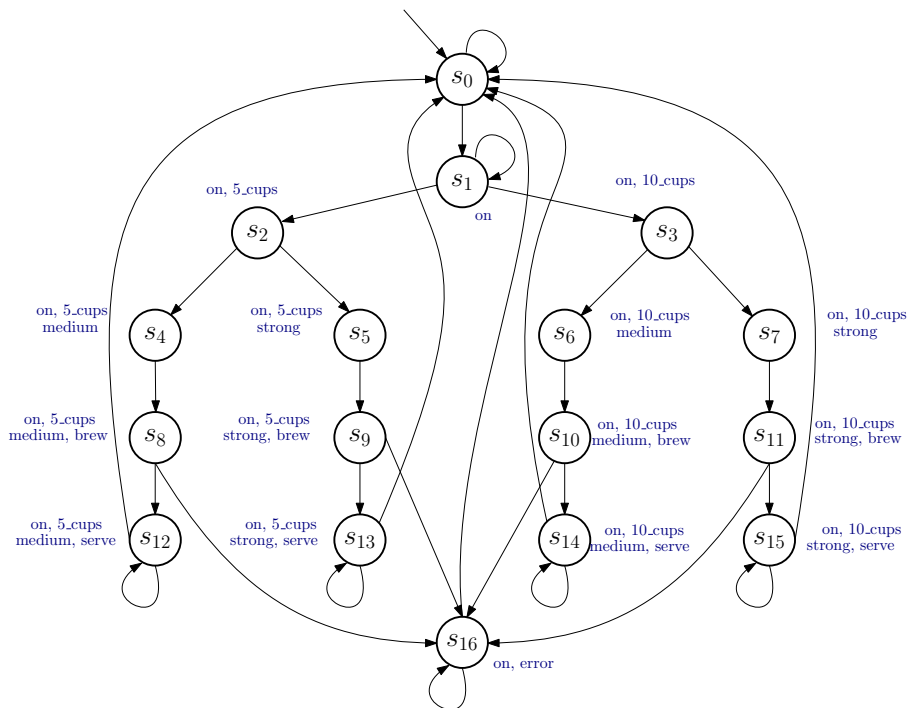 s0
s1
on
on, 5_cups
s2
on, 10_cups
s3
on, 5_cups
medium
s4
on, 5_cups
strong
s5
s6
on, 10_cups
medium
s7
on, 10_cups
strong
on, 5_cups
medium, brew
s8
on, 5_cups
strong, brew
s9
s10
on, 10_cups
medium, brew
s11
on, 10_cups
strong, brew
on, 5_cups
medium, serve
s12
on, 5_cups
strong, serve
s13
s14
on, 10_cups
medium, serve
s15
on, 10_cups
strong, serve
s16
on, error